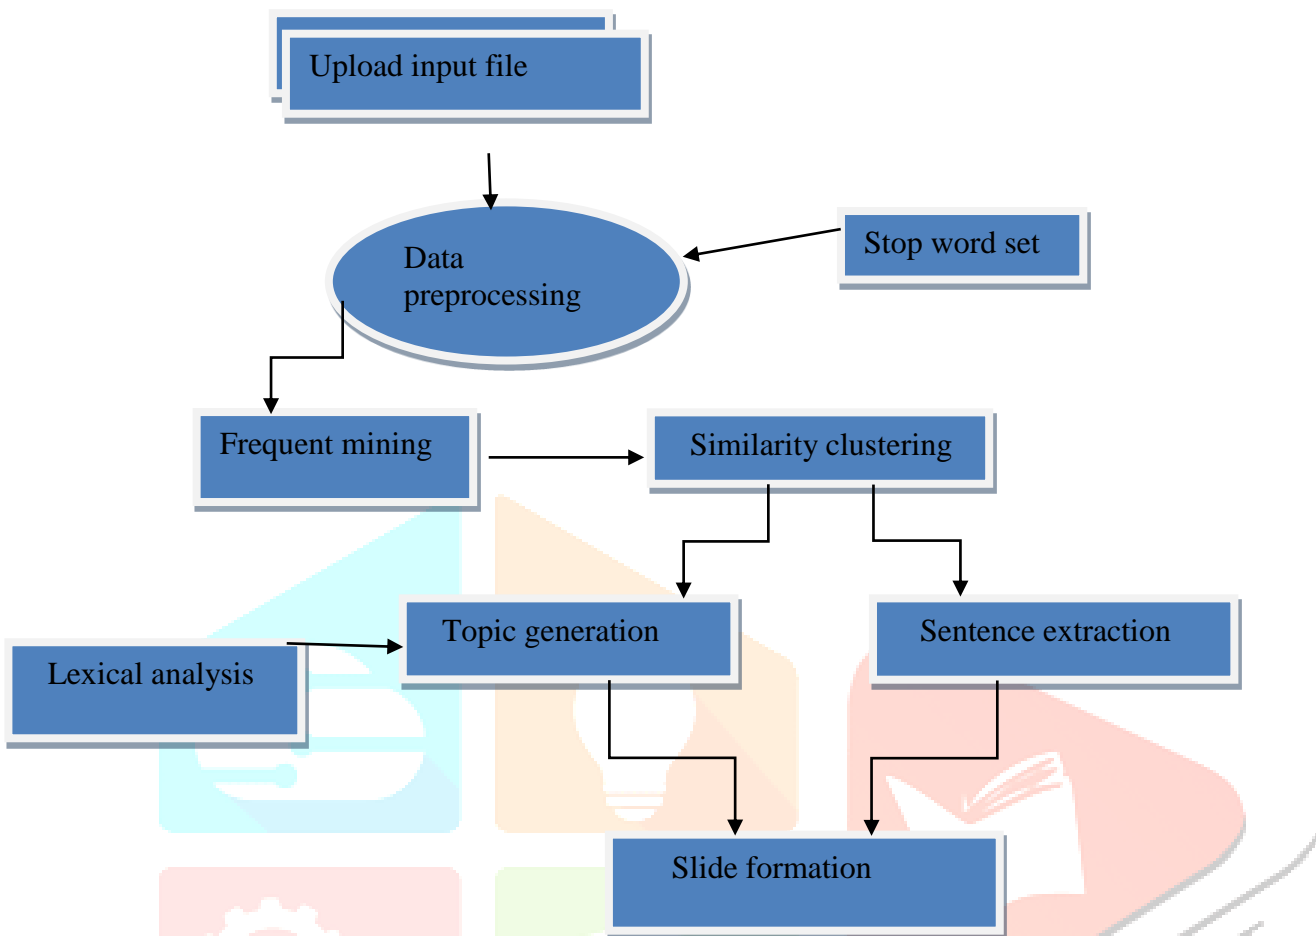 Upload input file
Data
preprocessing
Stop word set
Frequent mining
Similarity clustering
Topic generation
Sentence extraction
Lexical analysis
Slide formation